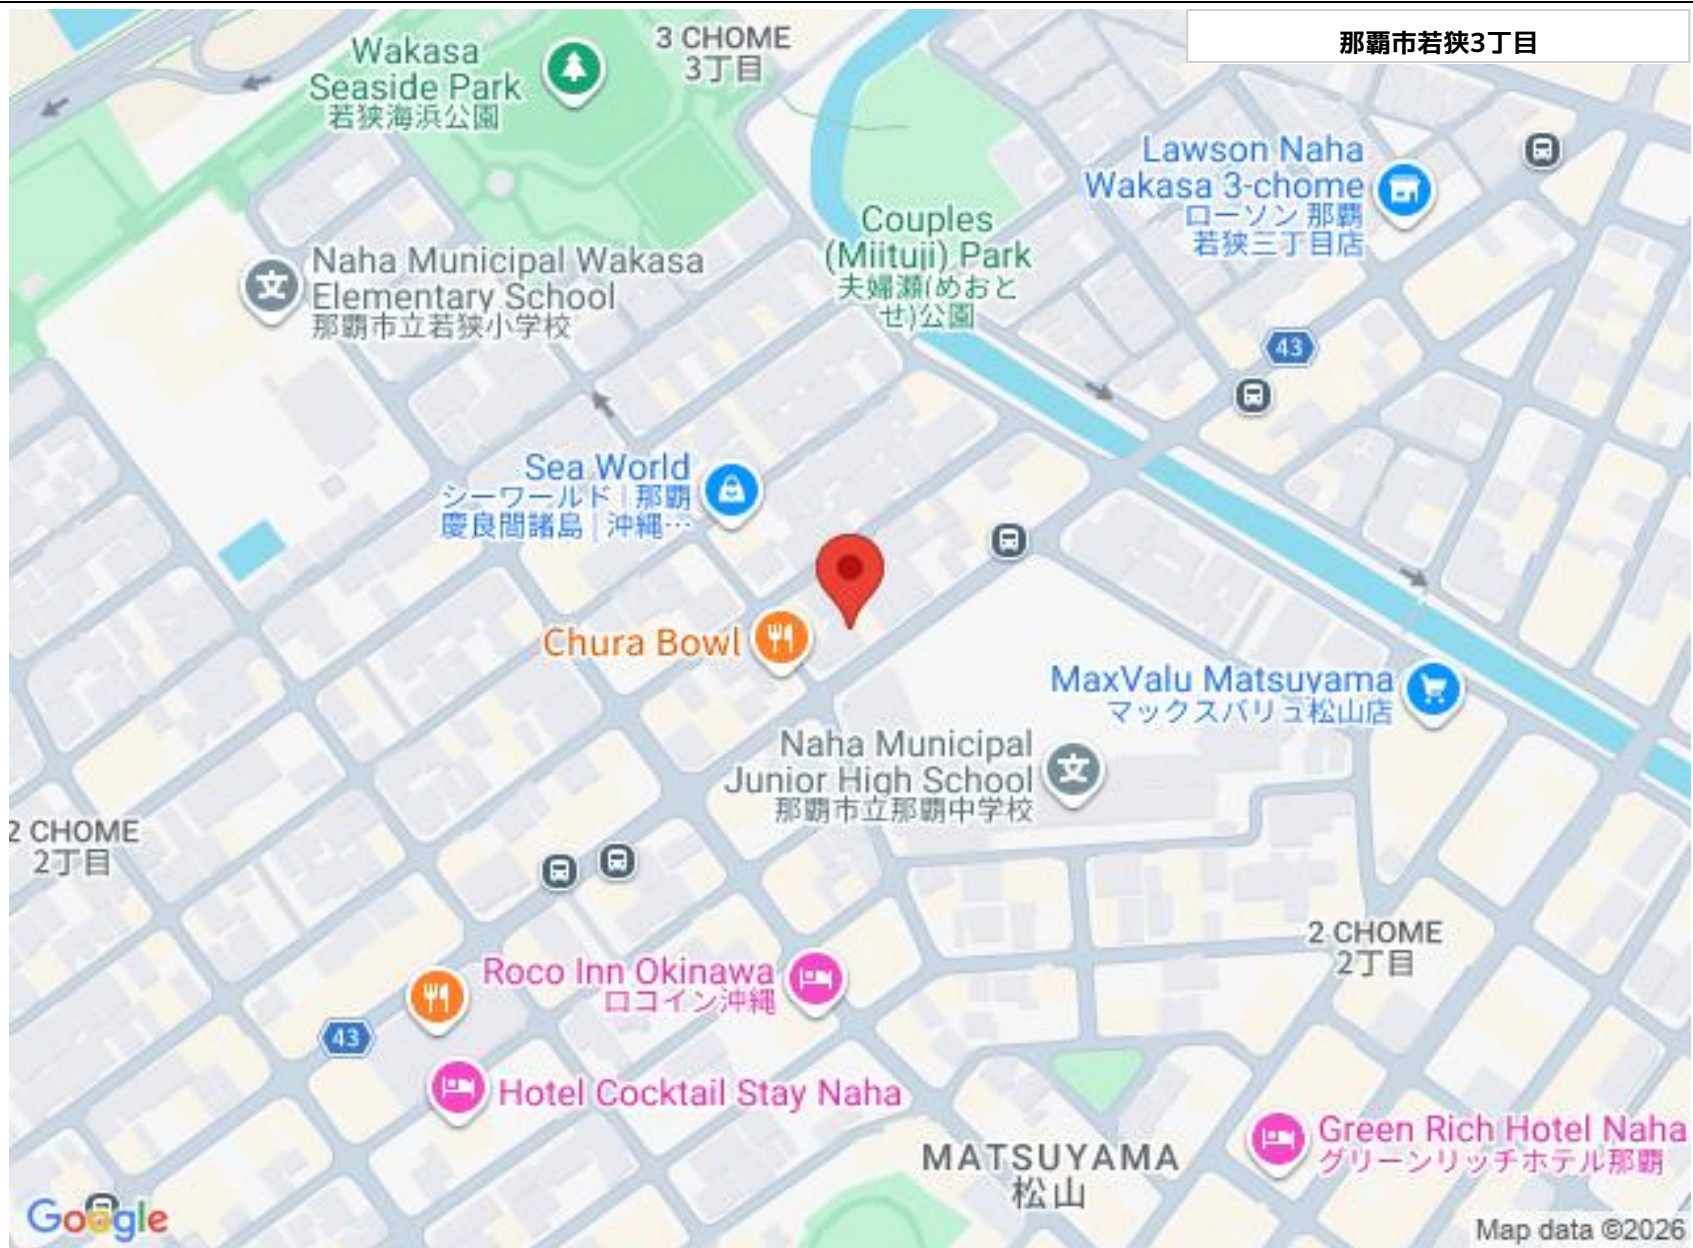 那覇市若狭3丁目
3 CHOME
3丁目
Wakasa
Seaside Park
若狭海浜公園
Lawson Naha
Wakasa 3-chome
ローソン 那覇
若狭三丁目店
Couples
(Miituji) Park
夫婦瀬(めおと
せ)公園
Naha Municipal Wakasa
Elementary School
那覇市立若狭小学校
43
Sea World
シーワールド | 那覇
慶良間諸島 | 沖縄…
Chura Bowl
MaxValu Matsuyama
マックスバリュ松山店
Naha Municipal
Junior High School
那覇市立那覇中学校
2 CHOME
2丁目
2 CHOME
2丁目
Roco Inn Okinawa
ロコイン沖縄
43
Hotel Cocktail Stay Naha
Green Rich Hotel Naha
グリーンリッチホテル那覇
MATSUYAMA
松山
Google
Map data ©2026